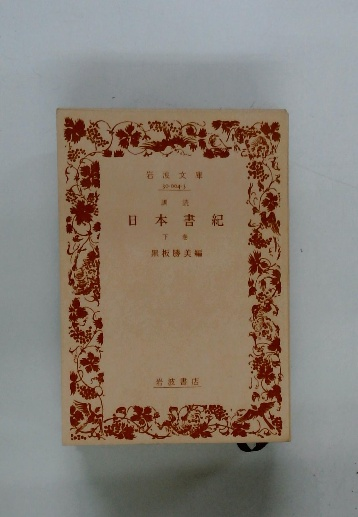 岩波文庫
30-004-3
訓読
日本書紀
下巻
黒板勝美編
岩波書店